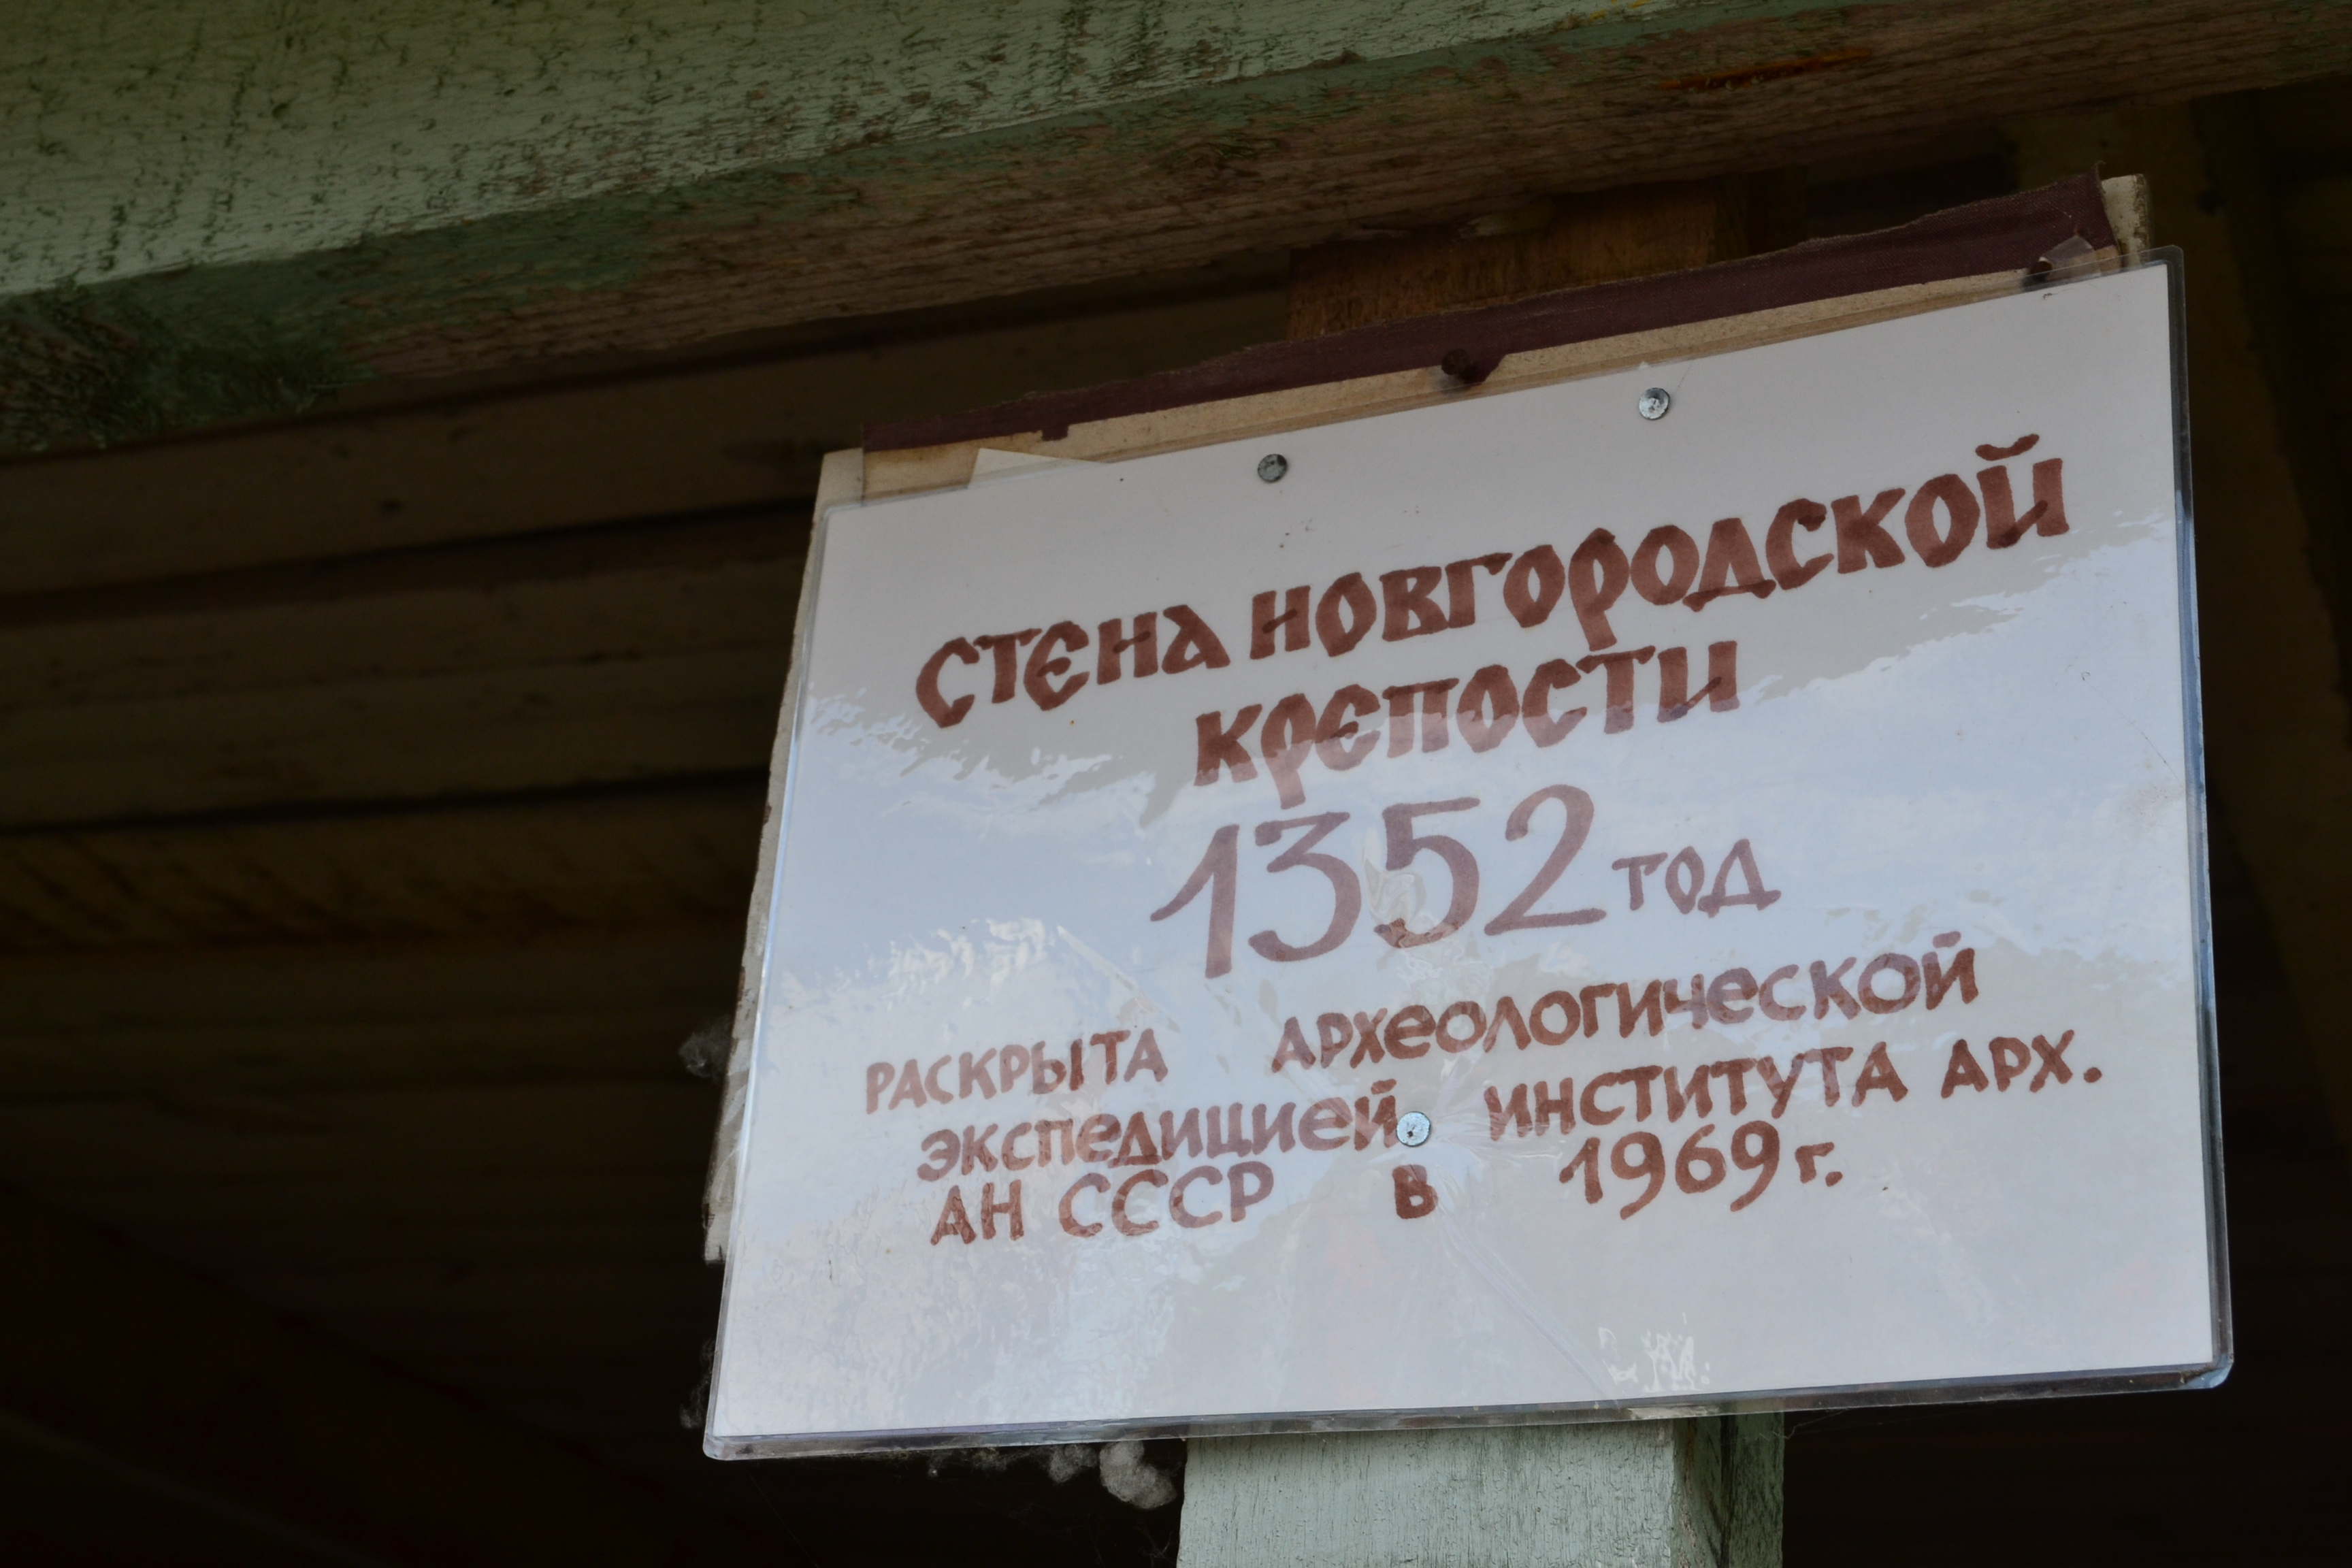 СТЕНА НОВГОРОДСКОЙ
КРЕПОСТИ
1352 год
РАСКРЫТА АРХЕОЛОГИЧЕСКОЙ
ЭКСПЕДИЦИЕЙ ИНСТИТУТА АРХ.
АН СССР В 1969 г.